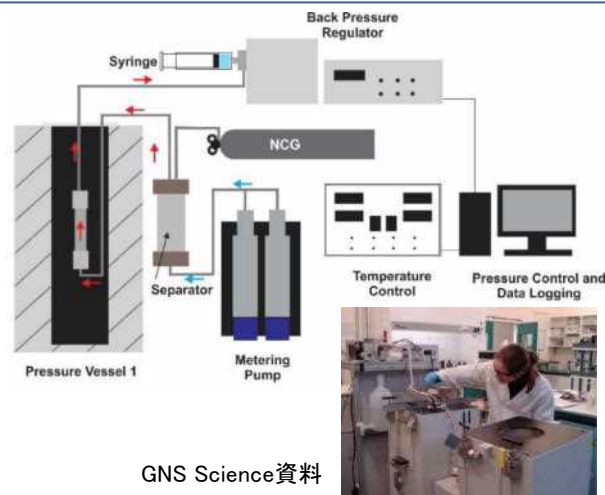 Back Pressure
Regulator
Syringe
NCG
Separator
Temperature
Control
Pressure Control and
Data Logging
Metering
Pump
Pressure Vessel 1
GNS Science資料